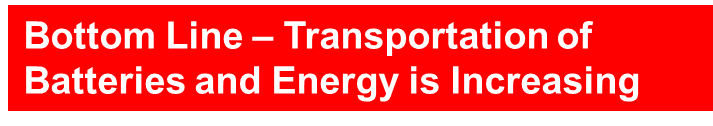 Bottom Line – Transportation of
Batteries and Energy is Increasing